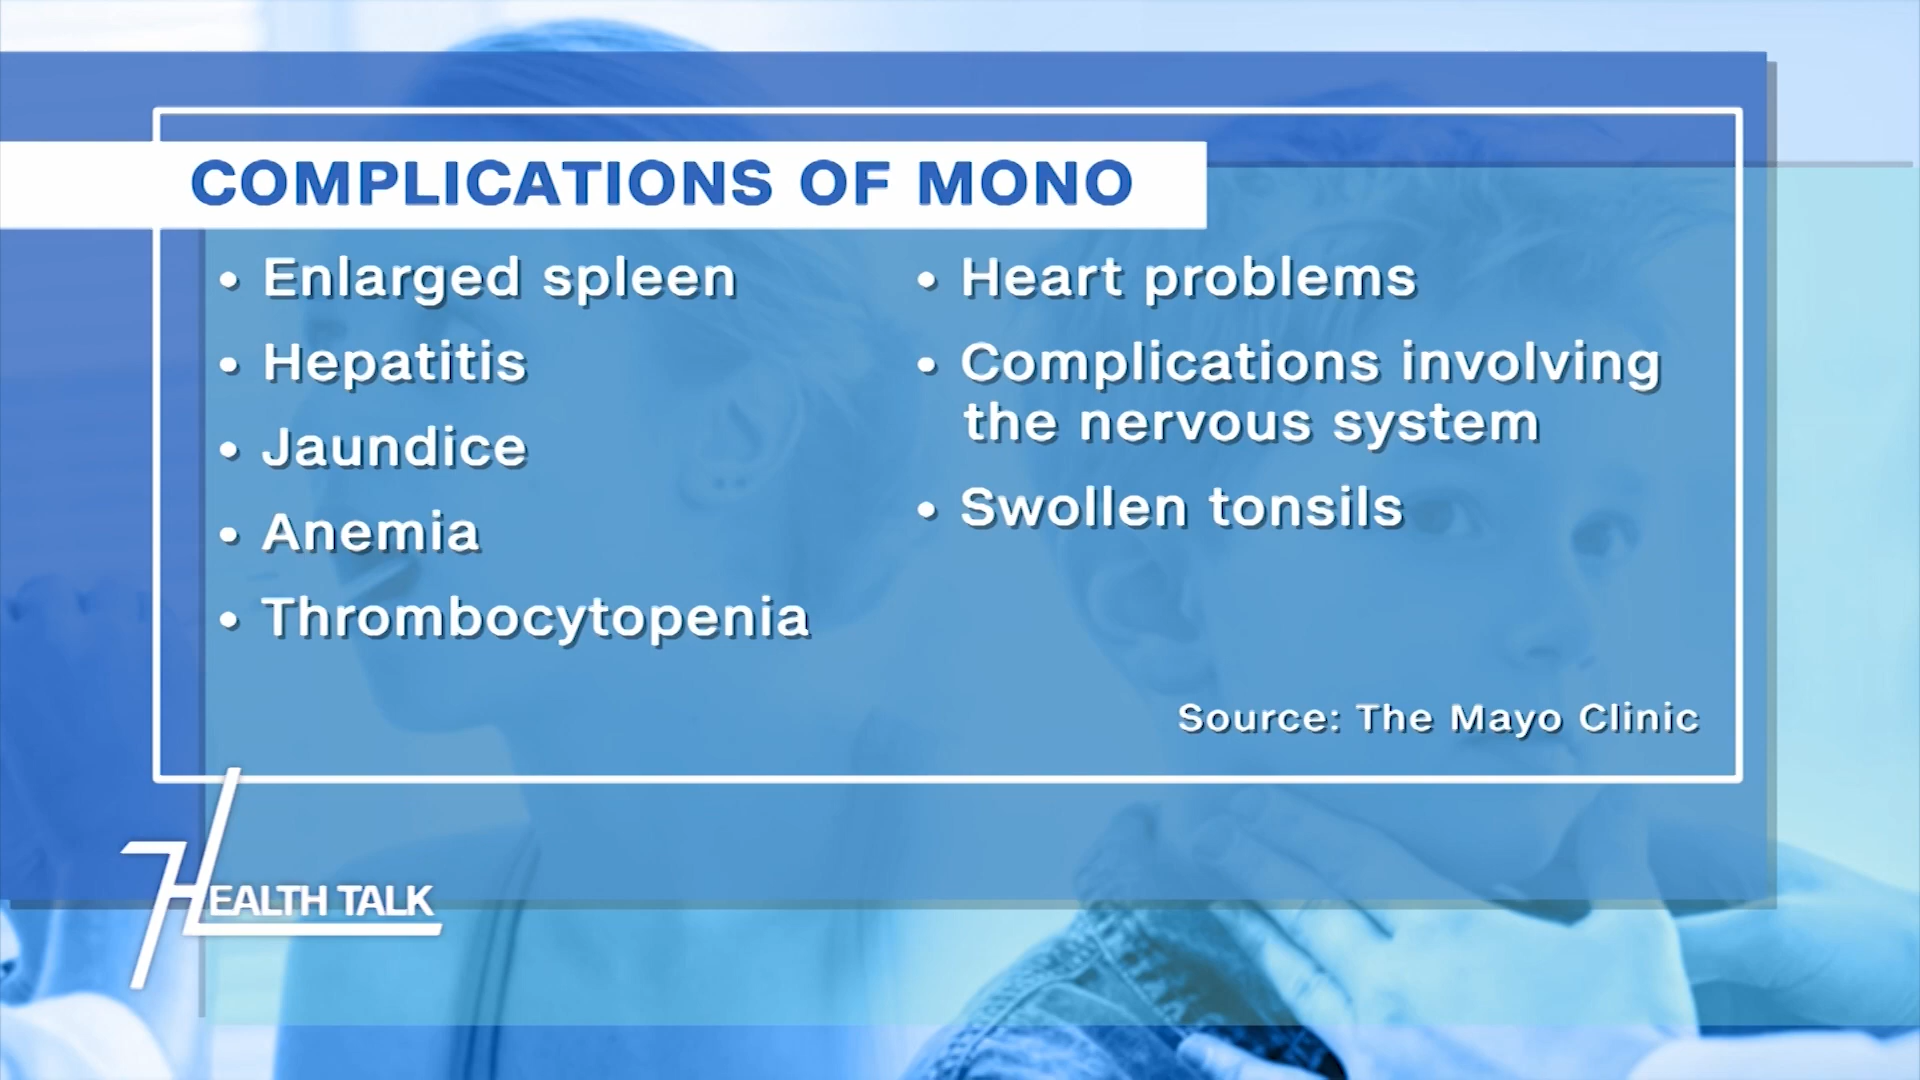 COMPLICATIONS OF MONO
• Enlarged spleen
• Hepatitis
• Jaundice
• Anemia
• Thrombocytopenia
• Heart problems
• Complications involving
the nervous system
• Swollen tonsils
Source: The Mayo Clinic
7 HEALTH TALK